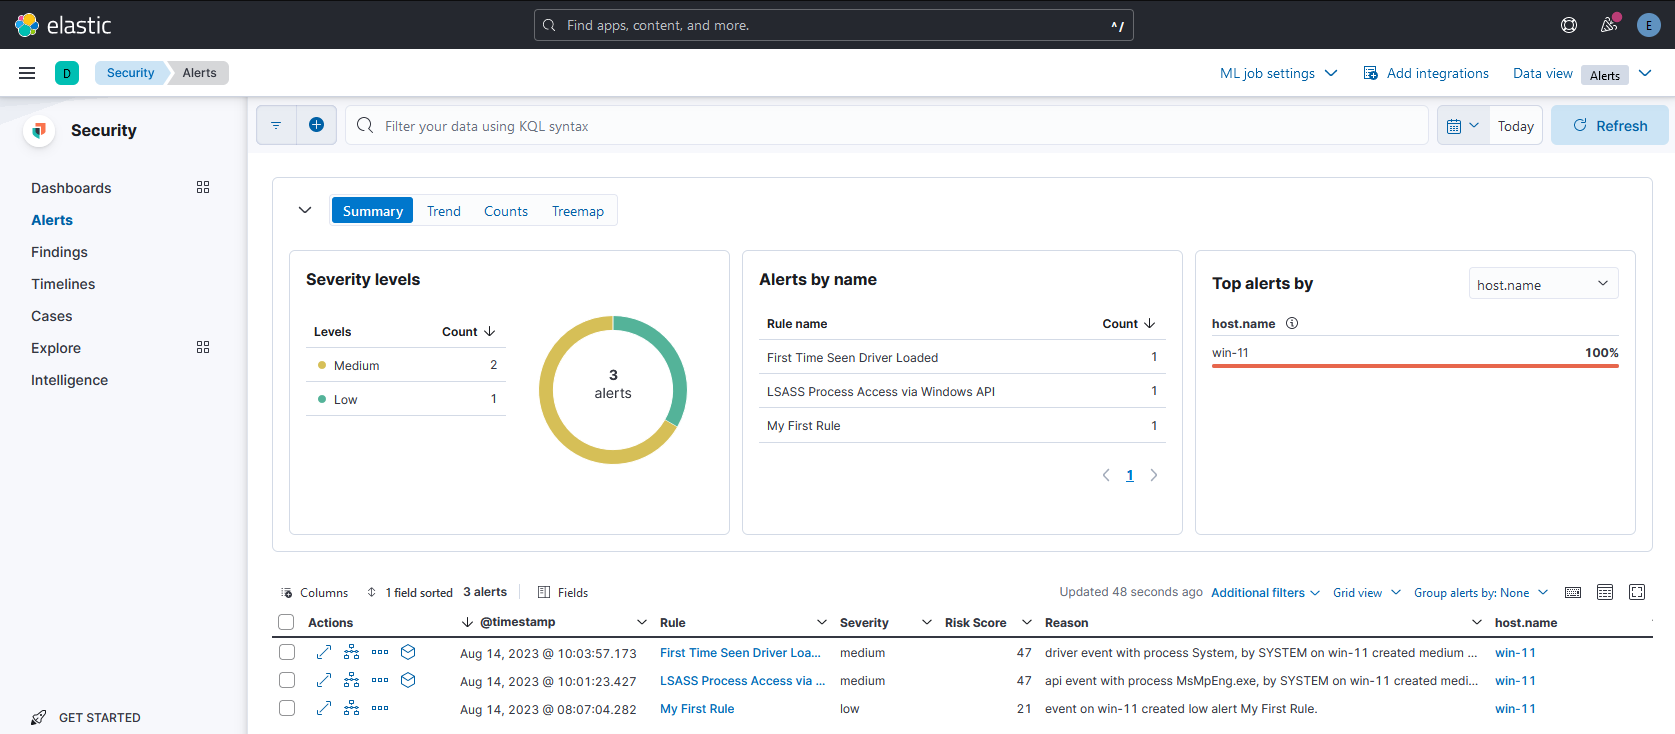 elastic
Find apps, content, and more.
^/
E
D
Security
Alerts
ML job settings
Add integrations
Data view
Alerts
Security
Filter your data using KQL syntax
Today
Refresh
Dashboards
Alerts
Findings
Timelines
Cases
Explore
Intelligence
GET STARTED
Summary
Trend
Counts
Treemap
Severity levels
Levels Count
Medium 2
Low 1
3
alerts
Alerts by name
Rule name Count
First Time Seen Driver Loaded 1
LSASS Process Access via Windows API 1
My First Rule 1
1
Top alerts by
host.name
host.name
win-11 100%
Columns
1 field sorted
3 alerts
Fields
Updated 48 seconds ago
Additional filters
Grid view
Group alerts by: None
Actions @timestamp Rule Severity Risk Score Reason host.name
Aug 14, 2023 @ 10:03:57.173 First Time Seen Driver Loa... medium 47 driver event with process System, by SYSTEM on win-11 created medium ... win-11
Aug 14, 2023 @ 10:01:23.427 LSASS Process Access via ... medium 47 api event with process MsMpEng.exe, by SYSTEM on win-11 created medi... win-11
Aug 14, 2023 @ 08:07:04.282 My First Rule low 21 event on win-11 created low alert My First Rule. win-11